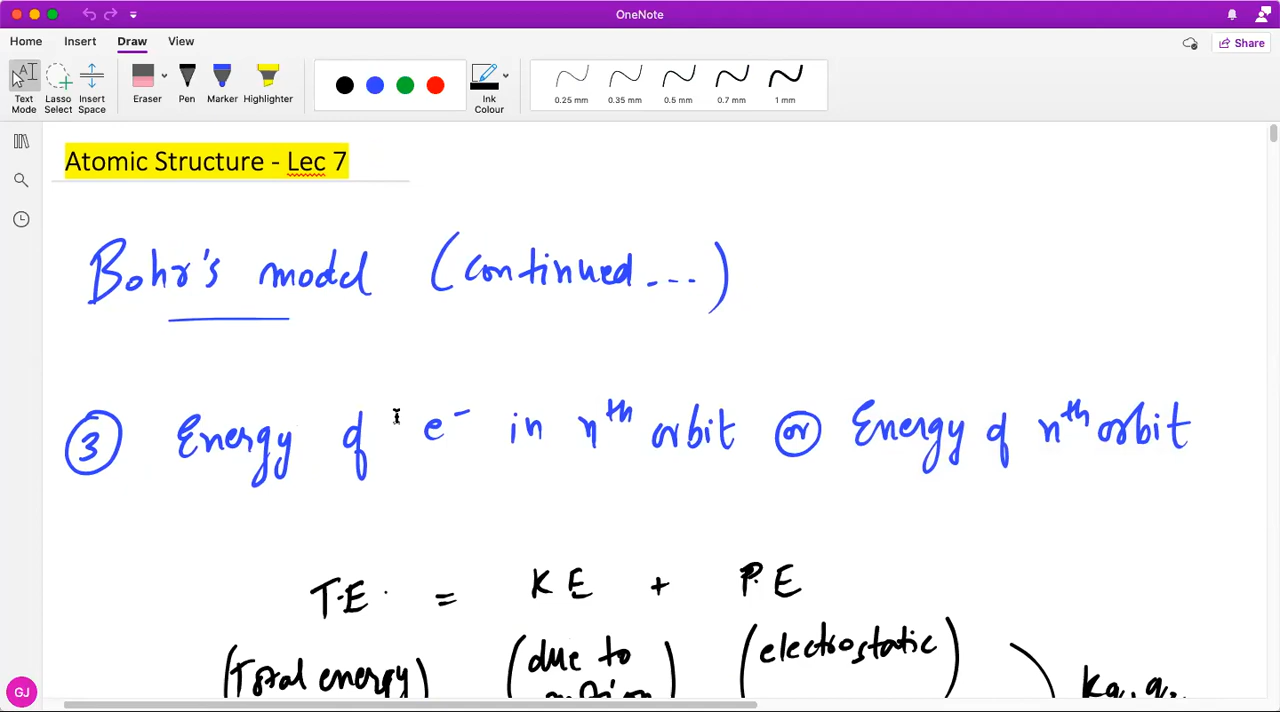 OneNote
Home Insert Draw View
Share
Text Mode
Lasso Select
Insert Space
Eraser
Pen
Marker
Highlighter
Ink Colour
0.25 mm 0.35 mm 0.5 mm 0.7 mm 1 mm
Atomic Structure - Lec 7
Bohr's model (continued...)
③ Energy of e⁻ in nᵗʰ orbit (or) Energy of nᵗʰ orbit
T.E. = KE + P.E
(Total energy) (due to (electrostatic)
GJ